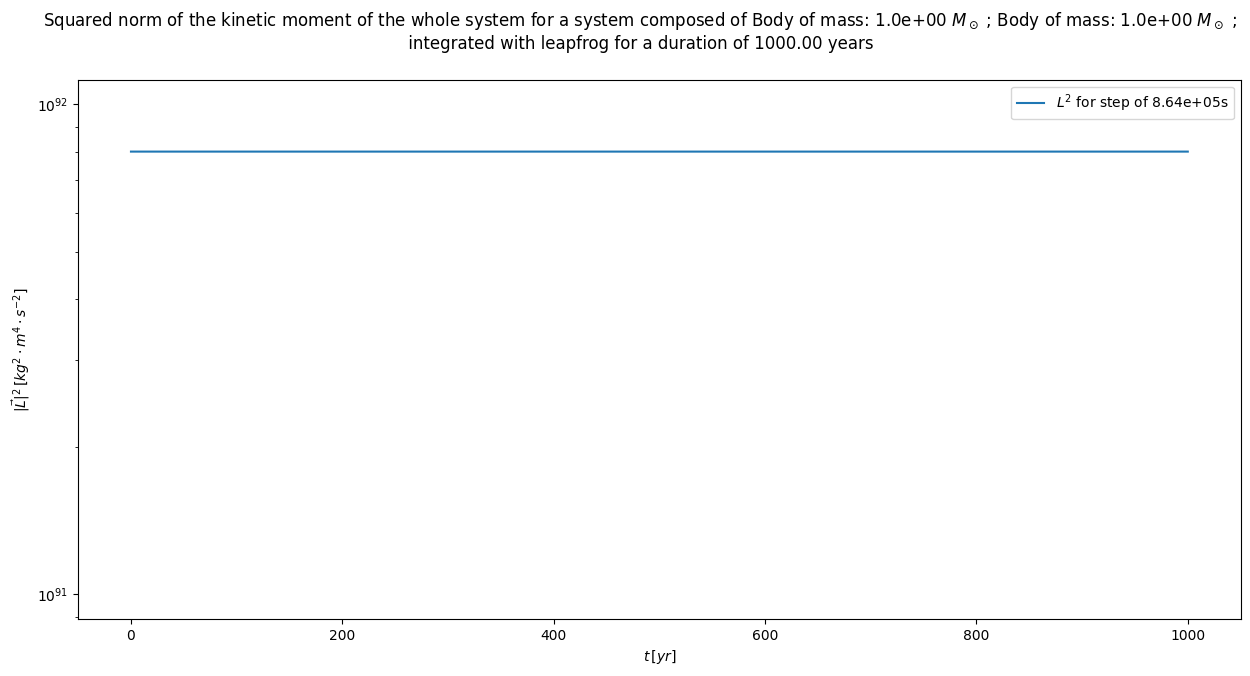 Squared norm of the kinetic moment of the whole system for a system composed of Body of mass: 1.0e+00 M⊙ ; Body of mass: 1.0e+00 M⊙ ;
integrated with leapfrog for a duration of 1000.00 years
L² for step of 8.64e+05s
10⁹²
10⁹¹
|L⃗|² [kg² · m⁴ · s⁻²]
0 200 400 600 800 1000
t [yr]